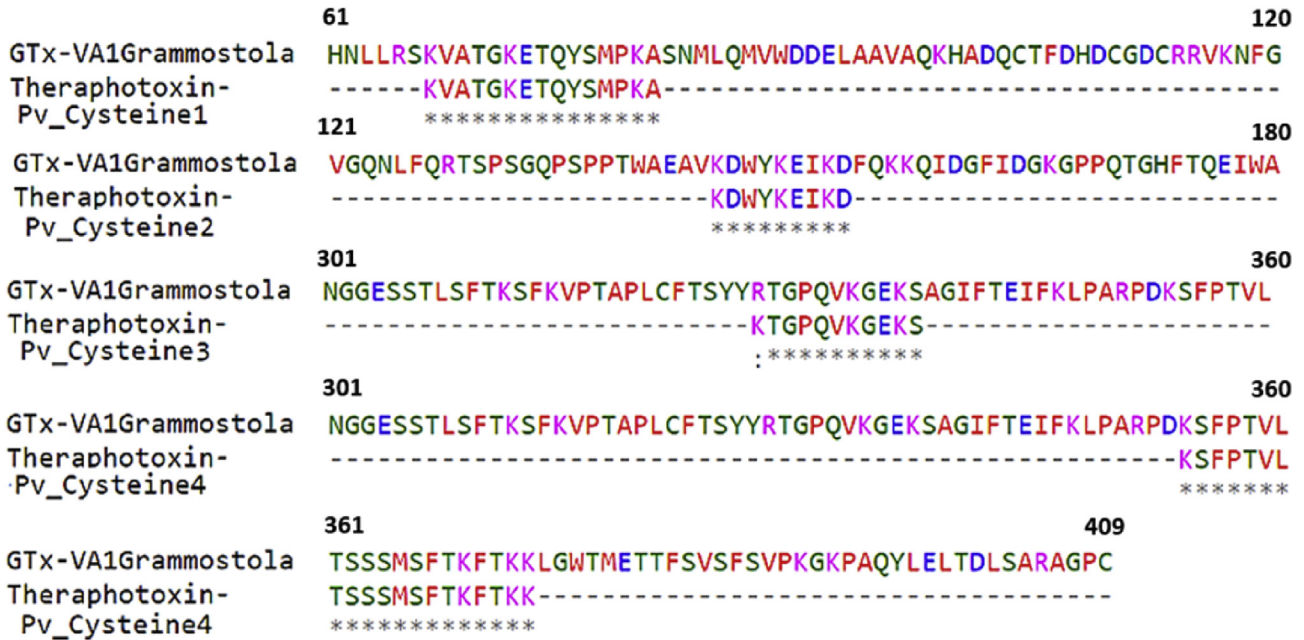 61 120
GTx-VA1Grammostola HNLLRSKVATGKETQYSMPKASNMLQMVWDDELAAVAQKHADQCTFDHDCGDCRRVKNFG
Theraphotoxin- ------KVATGKETQYSMPKA---------------------------------------
Pv_Cysteine1 ***************
121 180
GTx-VA1Grammostola VGQNLFQRTSPSGQPSPPTWAEAVKDWYKEIKDFQKKQIDGFIDGKGPPQTGHFTQEIWA
Theraphotoxin- ------------------------KDWYKEIKD---------------------------
Pv_Cysteine2 *********
301 360
GTx-VA1Grammostola NGGESSTLSFTKSFKVPTAPLCFTSYYRTGPQVKGEKSAGIFTEIFKLPARPDKSFPTVL
Theraphotoxin- ---------------------------KTGPQVKGEKS----------------------
Pv_Cysteine3 :**********
301 360
GTx-VA1Grammostola NGGESSTLSFTKSFKVPTAPLCFTSYYRTGPQVKGEKSAGIFTEIFKLPARPDKSFPTVL
Theraphotoxin- -----------------------------------------------------KSFPTVL
Pv_Cysteine4 *******
361 409
GTx-VA1Grammostola TSSSMSFTKFTKKLGWTMETTFSVSFSVPKGKPAQYLELTDLSARAGPC
Theraphotoxin- TSSSMSFTKFTKK------------------------------------
Pv_Cysteine4 *************